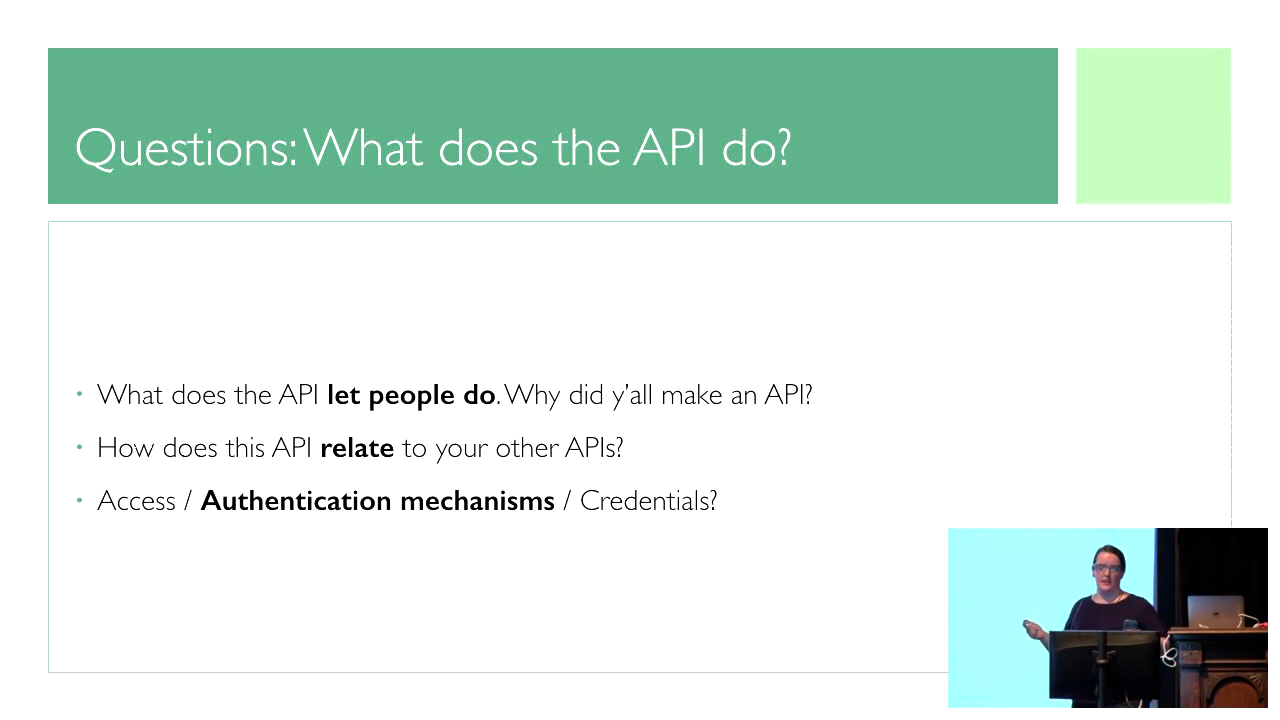 Questions: What does the API do?
• What does the API let people do. Why did y’all make an API?
• How does this API relate to your other APIs?
• Access / Authentication mechanisms / Credentials?